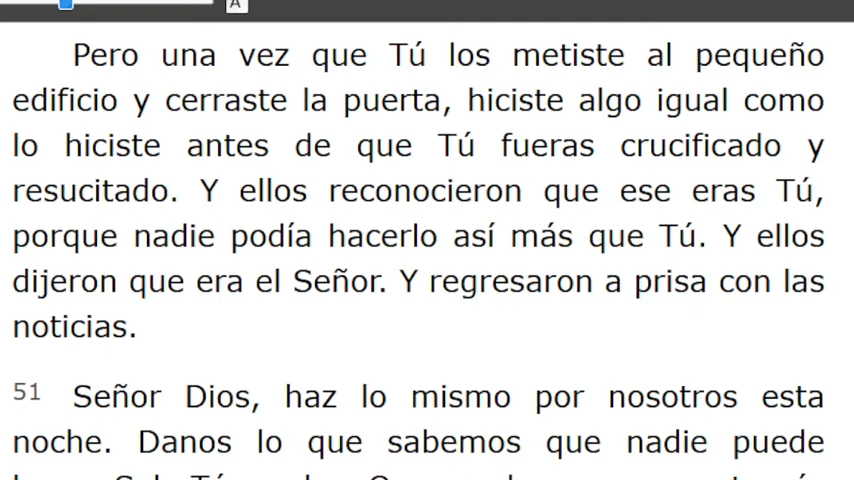 A
Pero una vez que Tú los metiste al pequeño
edificio y cerraste la puerta, hiciste algo igual como
lo hiciste antes de que Tú fueras crucificado y
resucitado. Y ellos reconocieron que ese eras Tú,
porque nadie podía hacerlo así más que Tú. Y ellos
dijeron que era el Señor. Y regresaron a prisa con las
noticias.
51 Señor Dios, haz lo mismo por nosotros esta
noche. Danos lo que sabemos que nadie puede